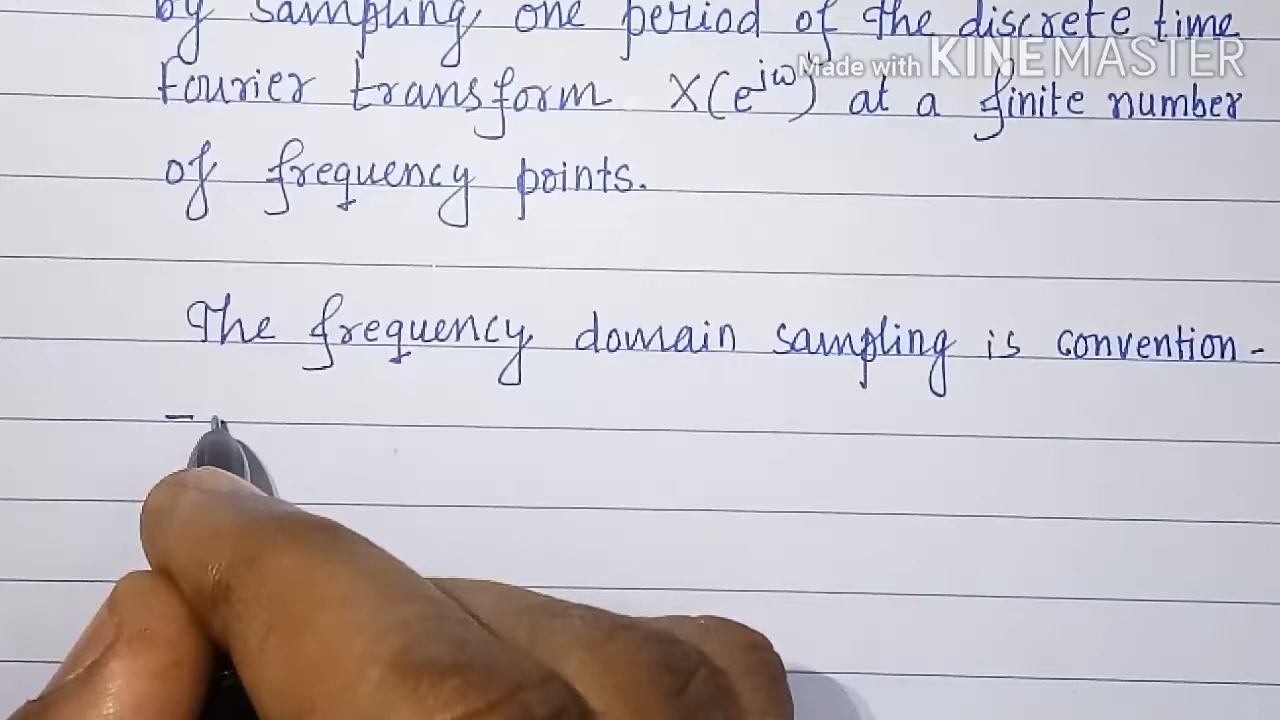 by sampling one period of the discrete time
Made with KINEMASTER
Fourier transform X(e^jω) at a finite number
of frequency points.
The frequency domain sampling is convention-
-